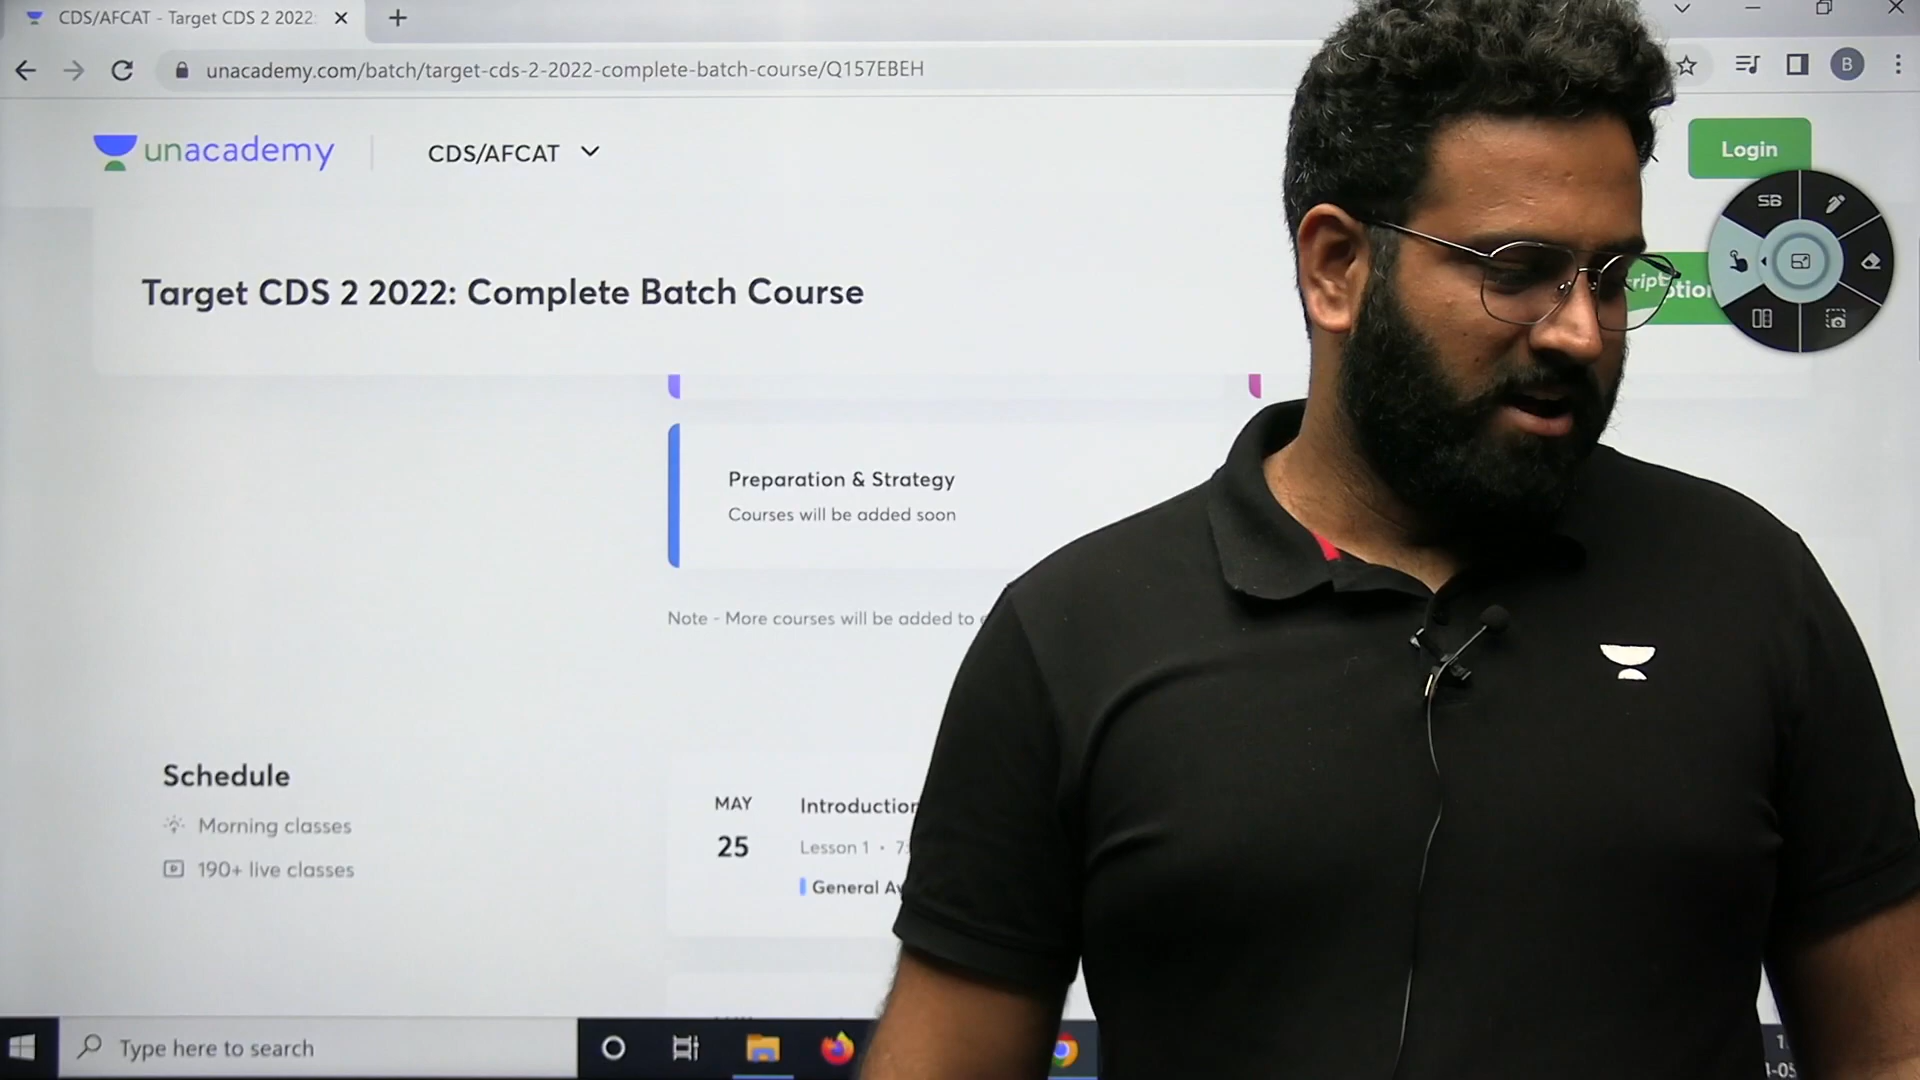 CDS/AFCAT - Target CDS 2 2022
unacademy.com/batch/target-cds-2-2022-complete-batch-course/Q157EBEH
B
unacademy
CDS/AFCAT
Login
SB
Target CDS 2 2022: Complete Batch Course
Preparation & Strategy
Courses will be added soon
Note - More courses will be added to
Schedule
Morning classes
190+ live classes
MAY
25
Introduction
Lesson 1 • 7:
General
Type here to search